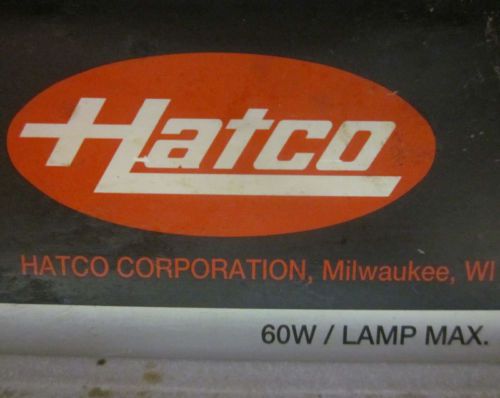 Hatco
HATCO CORPORATION, Milwaukee, WI
60W / LAMP MAX.